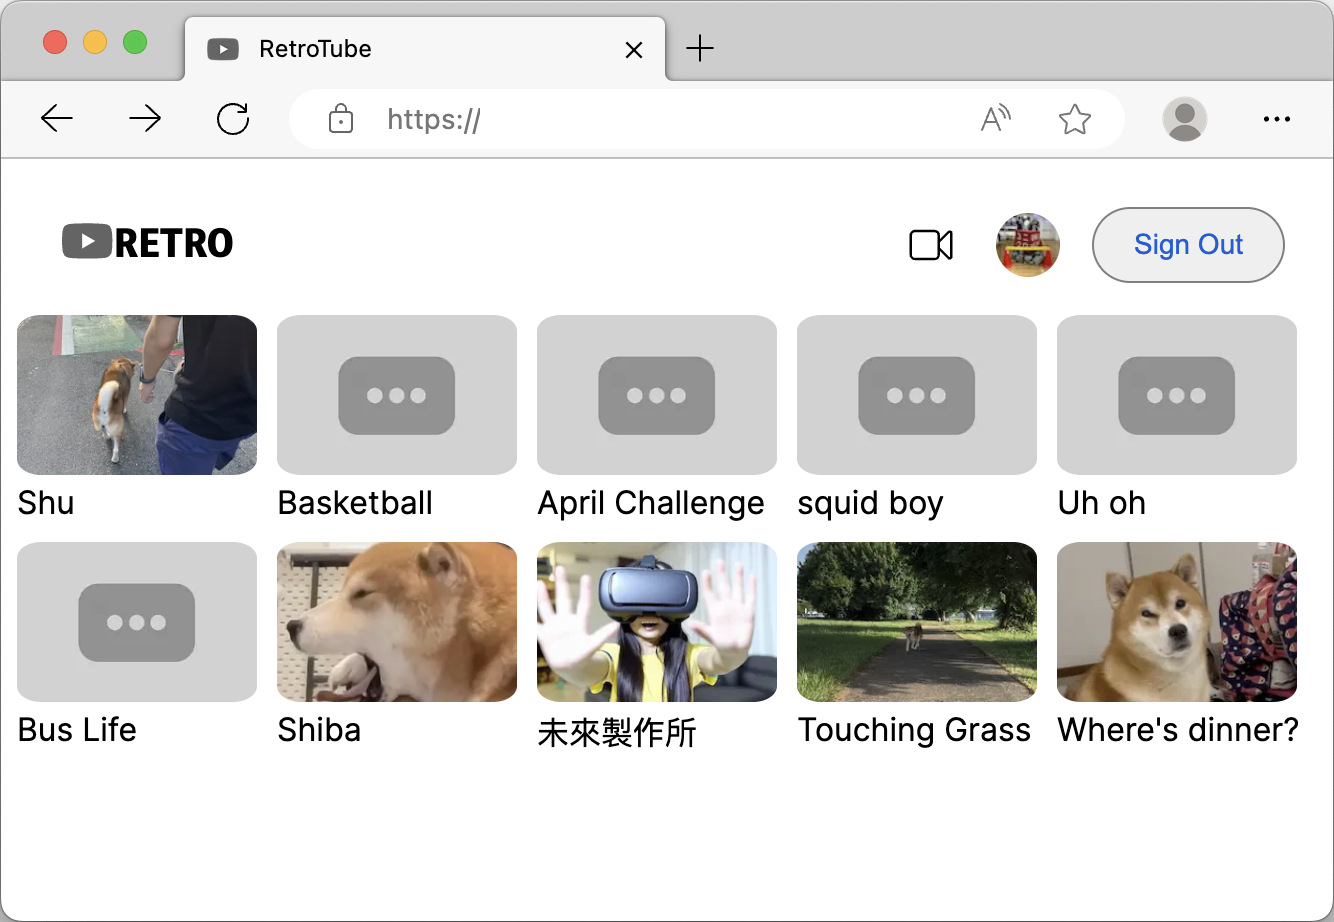 RetroTube
https://
RETRO
Sign Out
Shu
Basketball
April Challenge
squid boy
Uh oh
Bus Life
Shiba
未來製作所
Touching Grass
Where's dinner?